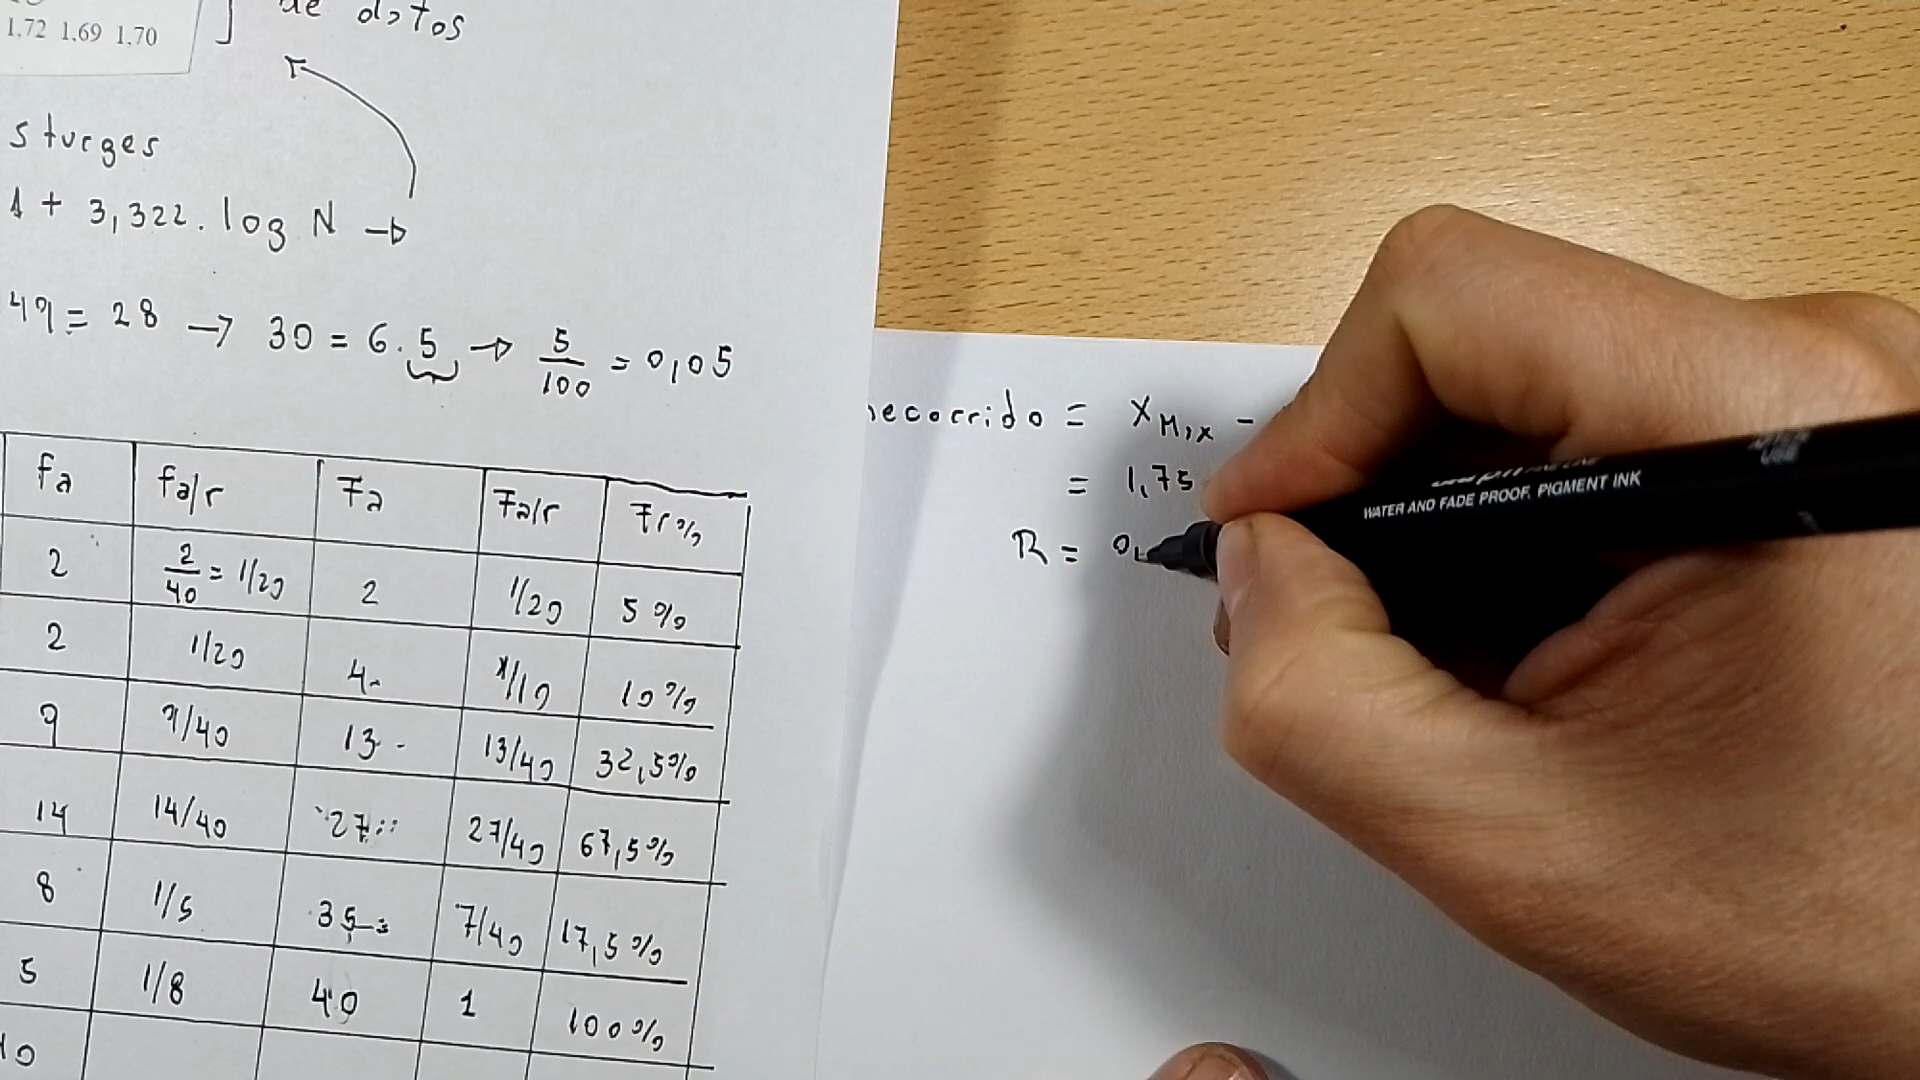 1.72 1.69 1.70
de datos
sturges
1 + 3,322.log N →
49 = 28 → 30 = 6.5 → 5/100 = 0,05
fa fa/r Fa Fa/r Fr%
2 2/40 = 1/20 2 1/20 5%
2 1/20 4 1/10 10%
9 9/40 13 13/40 32,5%
14 14/40 27 27/40 67,5%
8 1/5 35 7/40 17,5%
5 1/8 40 1 100%
40
recorrido = XMáx -
= 1,75
R = 0,
WATER AND FADE PROOF, PIGMENT INK
USE